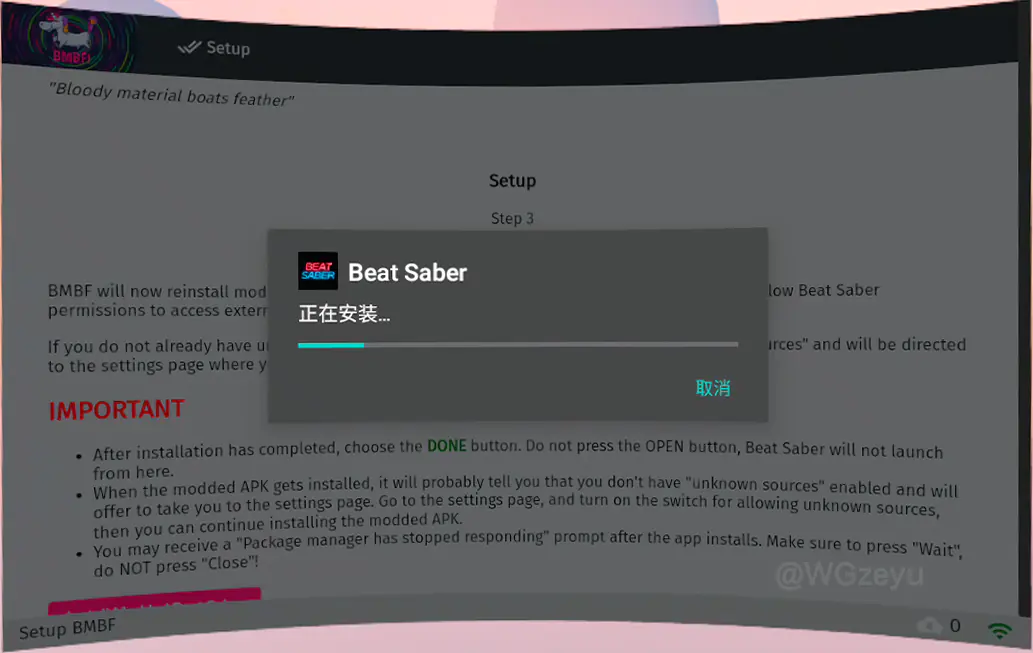 BMBF
Setup
"Bloody material boats feather"
Setup
Step 3
BEAT
SABER
Beat Saber
正在安装...
取消
BMBF will now reinstall mod
low Beat Saber
permissions to access extern
If you do not already have u
urces" and will be directed
to the settings page where y
IMPORTANT
After installation has completed, choose the DONE button. Do not press the OPEN button, Beat Saber will not launch
from here.
When the modded APK gets installed, it will probably tell you that you don't have "unknown sources" enabled and will
offer to take you to the settings page. Go to the settings page, and turn on the switch for allowing unknown sources,
then you can continue installing the modded APK.
You may receive a "Package manager has stopped responding" prompt after the app installs. Make sure to press "Wait",
do NOT press "Close"!
@WGzeyu
Setup BMBF
0